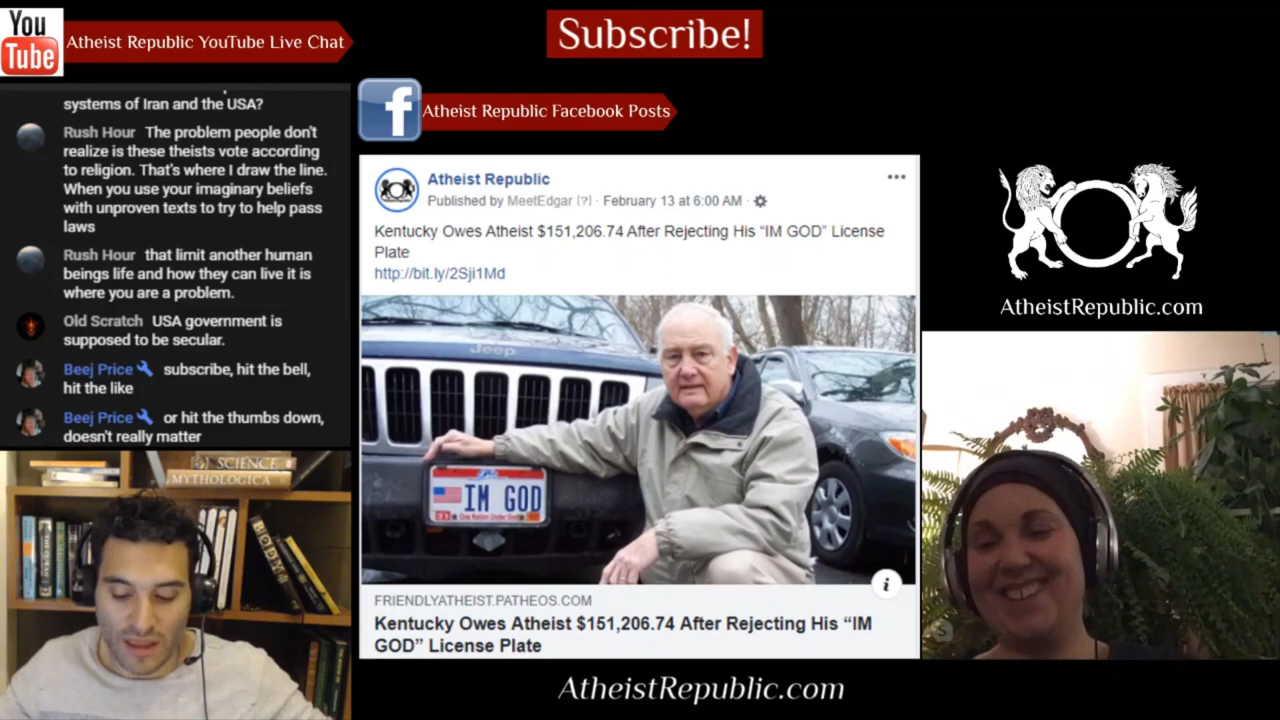 You
Tube
Atheist Republic YouTube Live Chat
Subscribe!
systems of Iran and the USA?
Rush Hour The problem people don't
realize is these theists vote according
to religion. That's where I draw the line.
When you use your imaginary beliefs
with unproven texts to try to help pass
laws
Rush Hour that limit another human
beings life and how they can live it is
where you are a problem.
Old Scratch USA government is
supposed to be secular.
Beej Price subscribe, hit the bell,
hit the like
Beej Price or hit the thumbs down,
doesn't really matter
SCIENCE
MYTHOLOGICA
f
Atheist Republic Facebook Posts
Atheist Republic
Published by MeetEdgar [?] · February 13 at 6:00 AM ·
Kentucky Owes Atheist $151,206.74 After Rejecting His “IM GOD” License
Plate
http://bit.ly/2Sji1Md
Jeep
IM GOD
One Nation Under God
i
FRIENDLYATHEIST.PATHEOS.COM
Kentucky Owes Atheist $151,206.74 After Rejecting His “IM
GOD” License Plate
AtheistRepublic.com
AtheistRepublic.com